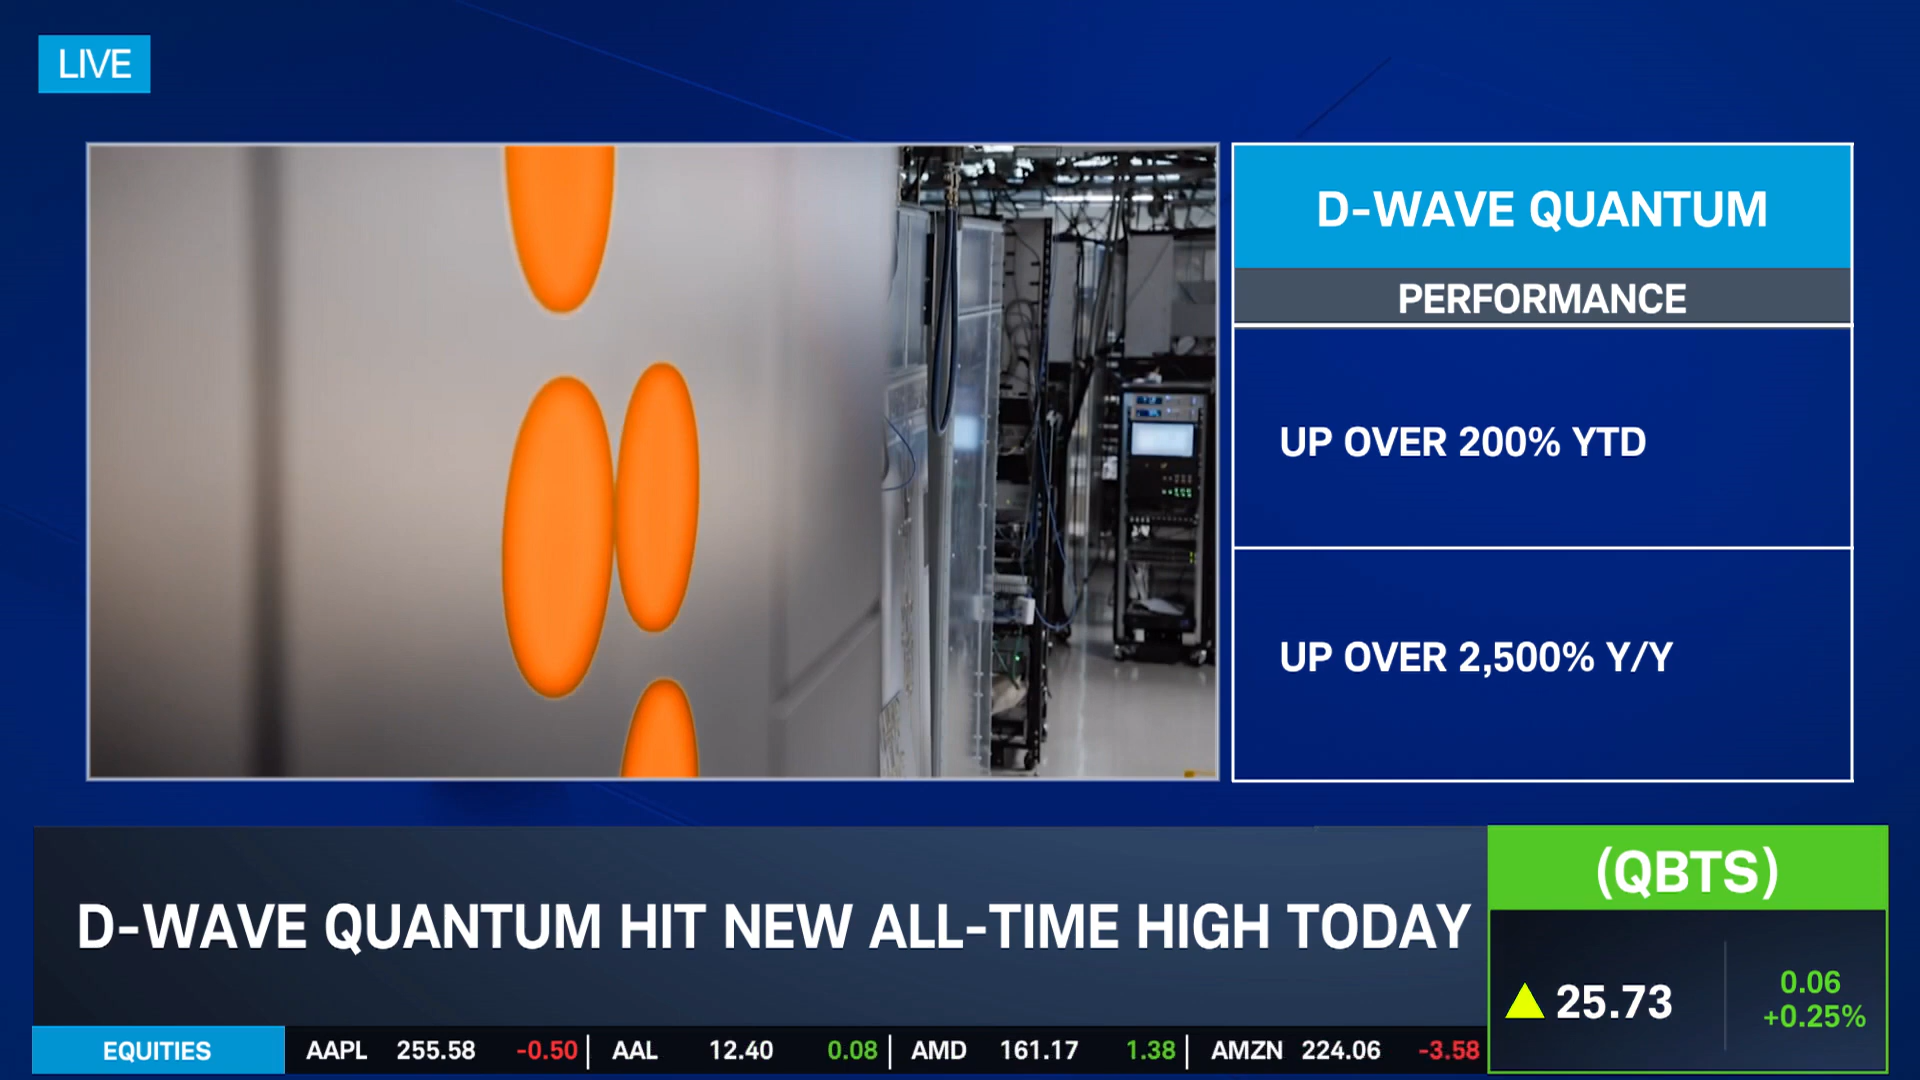 LIVE
D-WAVE QUANTUM
PERFORMANCE
UP OVER 200% YTD
UP OVER 2,500% Y/Y
D-WAVE QUANTUM HIT NEW ALL-TIME HIGH TODAY
(QBTS)
25.73
0.06
+0.25%
EQUITIES AAPL 255.58 -0.50 AAL 12.40 0.08 AMD 161.17 1.38 AMZN 224.06 -3.58